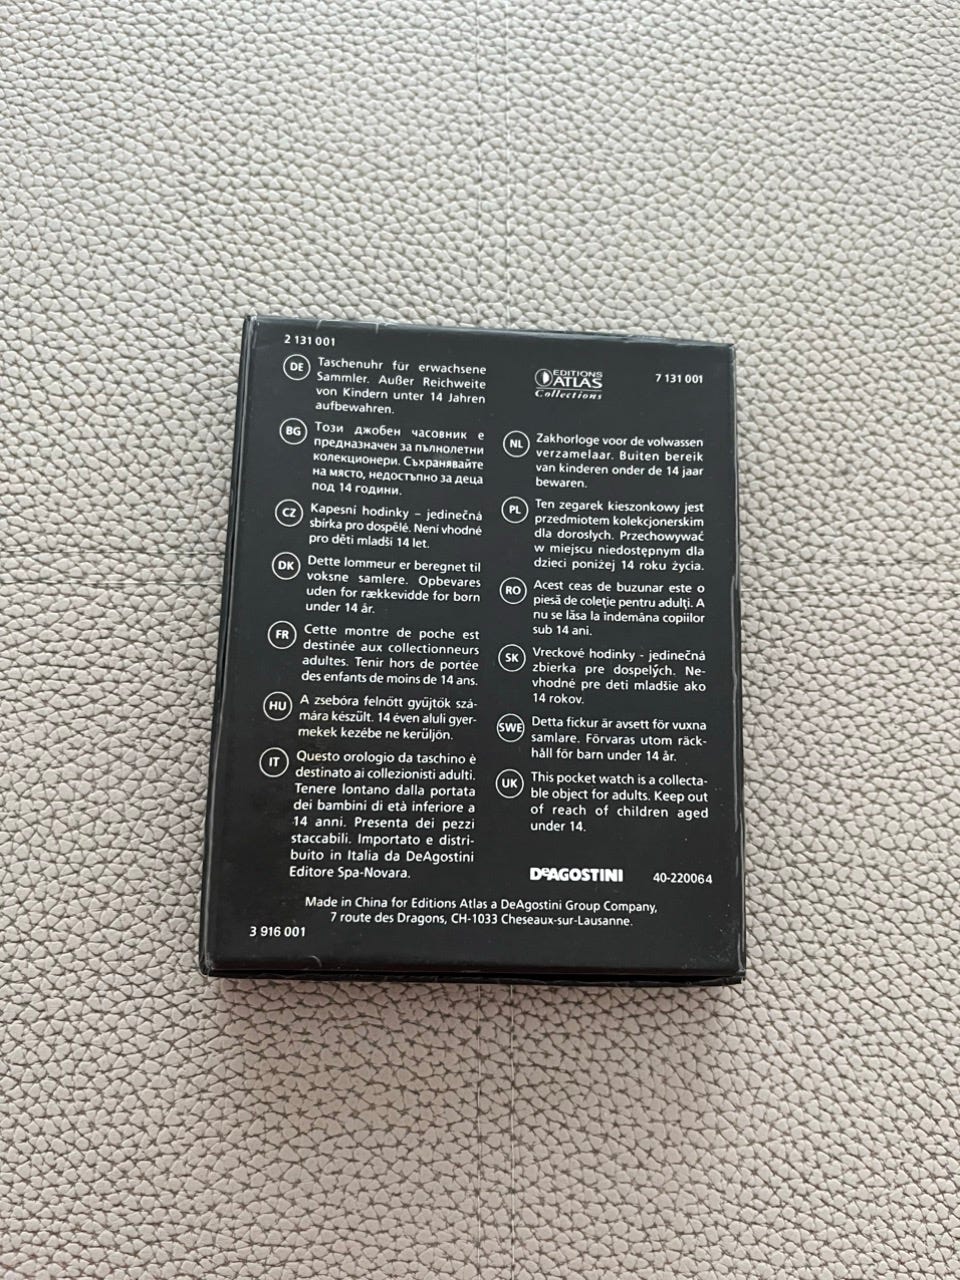 2 131 001
DE
Taschenuhr für erwachsene
Sammler. Außer Reichweite
von Kindern unter 14 Jahren
aufbewahren.
BG
Този джобен часовник е
предназначен за пълнолетни
колекционери. Съхранявайте
на място, недостъпно за деца
под 14 години.
CZ
Kapesní hodinky – jedinečná
sbírka pro dospělé. Není vhodné
pro děti mladší 14 let.
DK
Dette lommeur er beregnet til
voksne samlere. Opbevares
uden for rækkevidde for børn
under 14 år.
FR
Cette montre de poche est
destinée aux collectionneurs
adultes. Tenir hors de portée
des enfants de moins de 14 ans.
HU
A zsebóra felnőtt gyűjtők szá-
mára készült. 14 éven aluli gyer-
mekek kezébe ne kerüljön.
IT
Questo orologio da taschino è
destinato ai collezionisti adulti.
Tenere lontano dalla portata
dei bambini di età inferiore a
14 anni. Presenta dei pezzi
staccabili. Importato e distri-
buito in Italia da DeAgostini
Editore Spa-Novara.
EDITIONS
ATLAS
Collections
7 131 001
NL
Zakhorloge voor de volwassen
verzamelaar. Buiten bereik
van kinderen onder de 14 jaar
bewaren.
PL
Ten zegarek kieszonkowy jest
przedmiotem kolekcjonerskim
dla dorosłych. Przechowywać
w miejscu niedostępnym dla
dzieci poniżej 14 roku życia.
RO
Acest ceas de buzunar este o
piesă de coleţie pentru adulţi. A
nu se lăsa la îndemâna copiilor
sub 14 ani.
SK
Vreckové hodinky - jedinečná
zbierka pre dospelých. Ne-
vhodné pre deti mladšie ako
14 rokov.
SWE
Detta fickur är avsett för vuxna
samlare. Förvaras utom räck-
håll för barn under 14 år.
UK
This pocket watch is a collecta-
ble object for adults. Keep out
of reach of children aged
under 14.
DeAGOSTINI
40-220064
Made in China for Editions Atlas a DeAgostini Group Company,
7 route des Dragons, CH-1033 Cheseaux-sur-Lausanne.
3 916 001